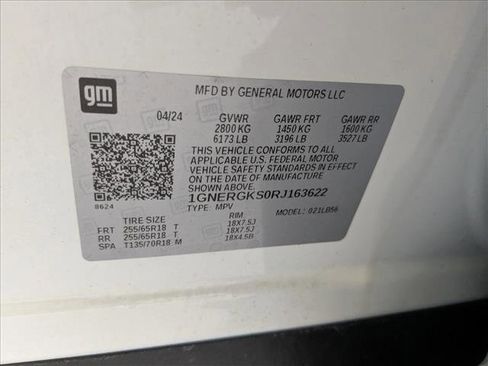 gm
MFD BY GENERAL MOTORS LLC
04/24 GVWR GAWR FRT GAWR RR
2800 KG 1450 KG 1600 KG
6173 LB 3196 LB 3527 LB
THIS VEHICLE CONFORMS TO ALL
APPLICABLE U.S. FEDERAL MOTOR
VEHICLE SAFETY STANDARDS IN EFFECT
ON THE DATE OF MANUFACTURE SHOWN ABOVE.
1GNERGKS0RJ163622
8624
TYPE: MPV MODEL: 021LB56
TIRE SIZE RIM
FRT 255/65R18 T 18X7.5J
RR 255/65R18 T 18X7.5J
SPA T135/70R18 M 18X4.5B